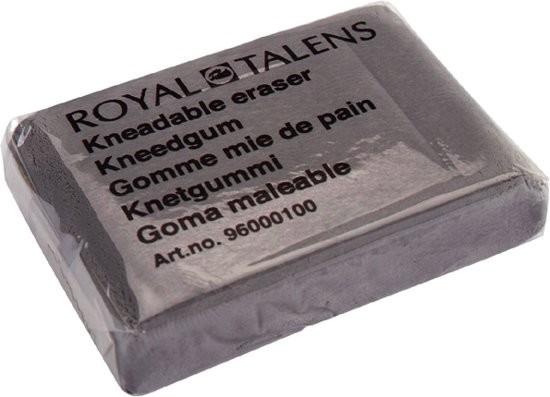 ROYAL TALENS
Kneadable eraser
Kneedgum
Gomme mie de pain
Knetgummi
Goma maleable
Art.no. 96000100